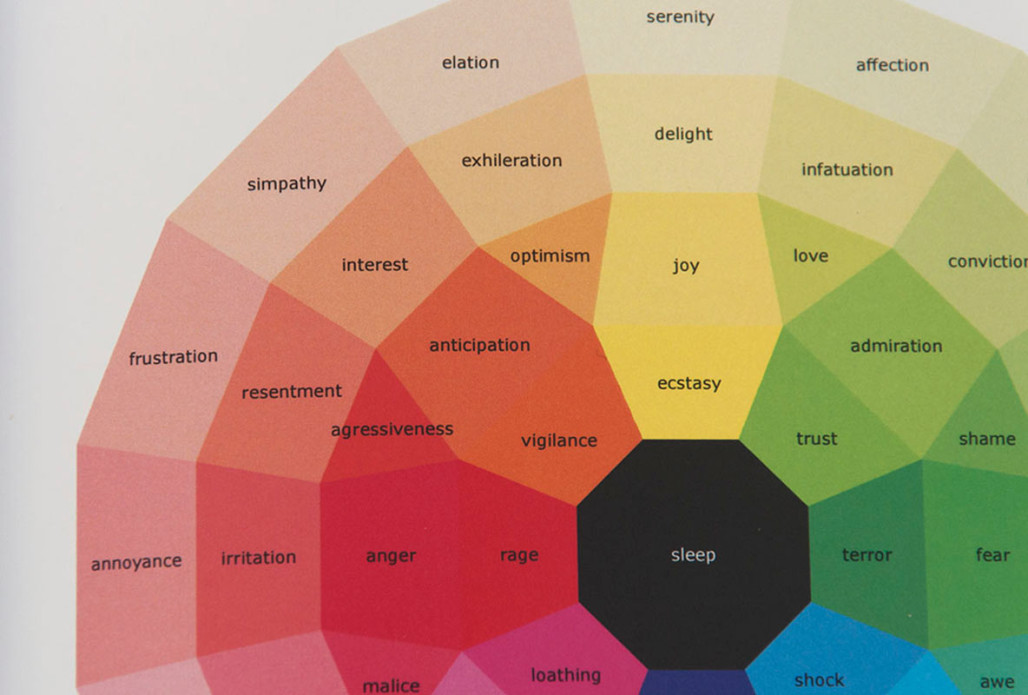 serenity
elation
affection
delight
exhileration
infatuation
simpathy
optimism
love
interest
joy
anticipation
admiration
frustration
ecstasy
resentment
agressiveness
vigilance
trust
shame
annoyance
irritation
anger
rage
sleep
terror
fear
loathing
shock
awe
malice